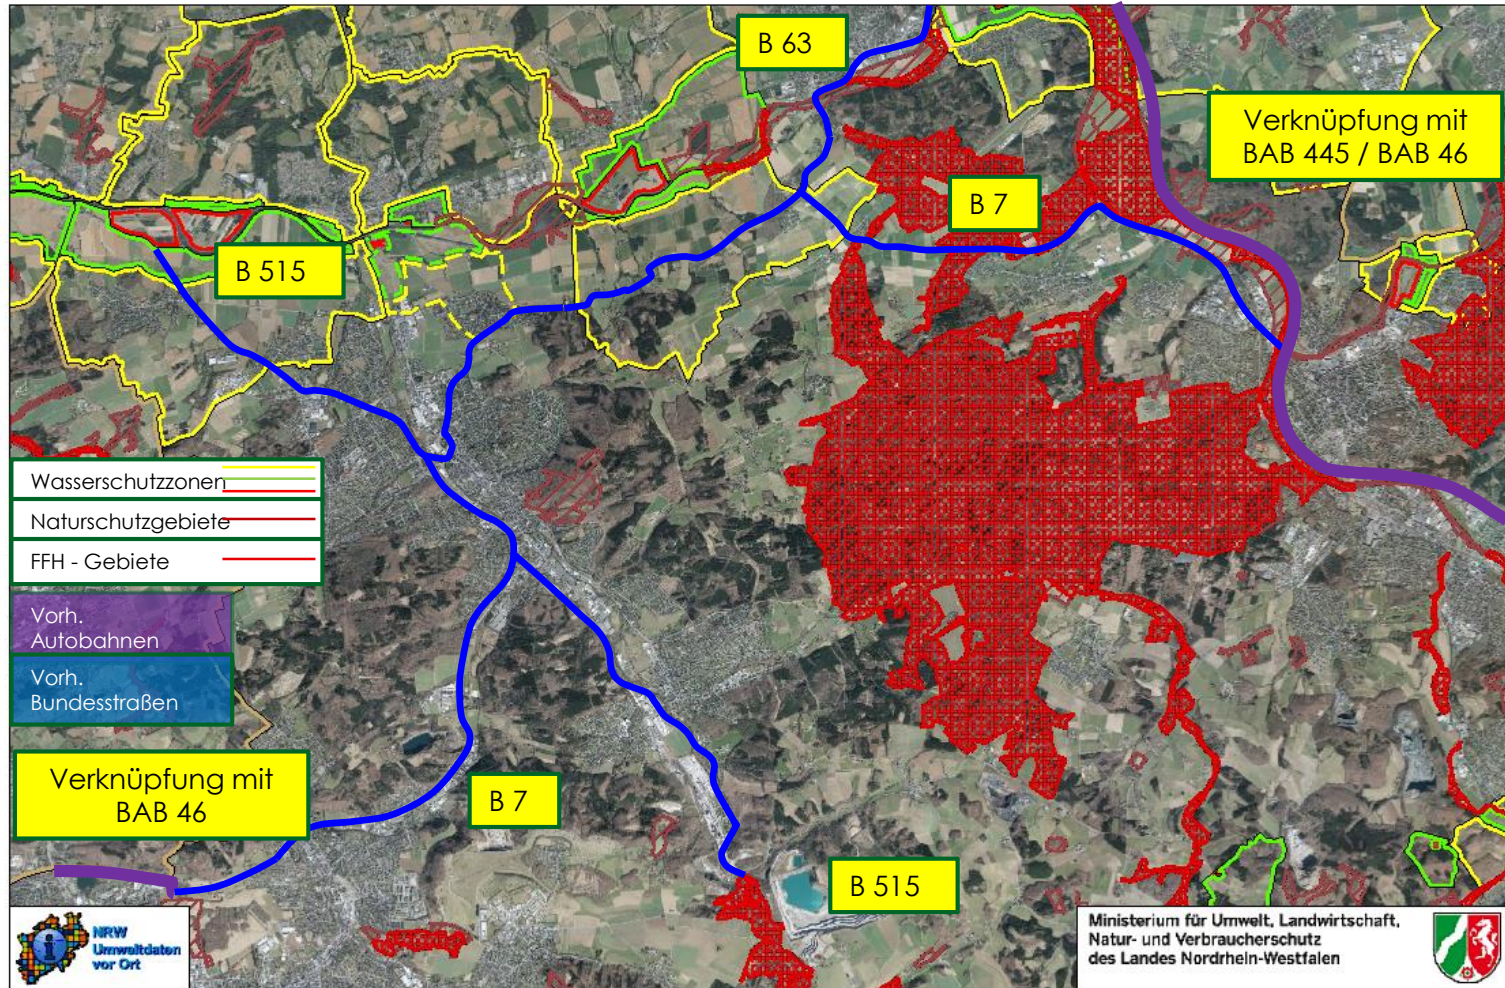 B 63
Verknüpfung mit
BAB 445 / BAB 46
B 7
B 515
Wasserschutzzonen
Naturschutzgebiete
FFH - Gebiete
Vorh.
Autobahnen
Vorh.
Bundesstraßen
Verknüpfung mit
BAB 46
B 7
B 515
NRW
Umweltdaten
vor Ort
Ministerium für Umwelt, Landwirtschaft,
Natur- und Verbraucherschutz
des Landes Nordrhein-Westfalen